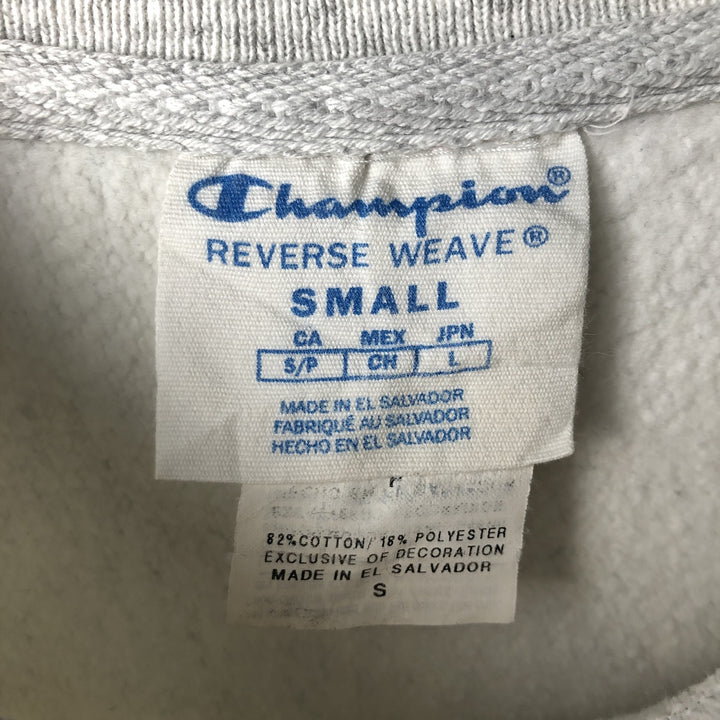 Champion®
REVERSE WEAVE®
SMALL
CA MEX JPN
S/P CH L
MADE IN EL SALVADOR
FABRIQUÉ AU SALVADOR
HECHO EN EL SALVADOR
82% COTTON/ 18% POLYESTER
EXCLUSIVE OF DECORATION
MADE IN EL SALVADOR
S